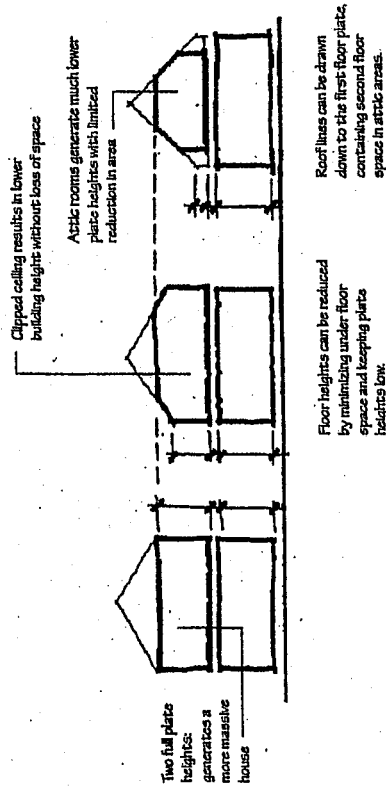 Clipped ceiling results in lower
building height without loss of space
Attic rooms generate much lower
plate heights with limited
reduction in area
Two full plate
heights:
generates a
more massive
house
Floor heights can be reduced
by minimizing under floor
space and keeping plate
heights low.
Roof lines can be drawn
down to the first floor plate,
containing second floor
space in attic areas.